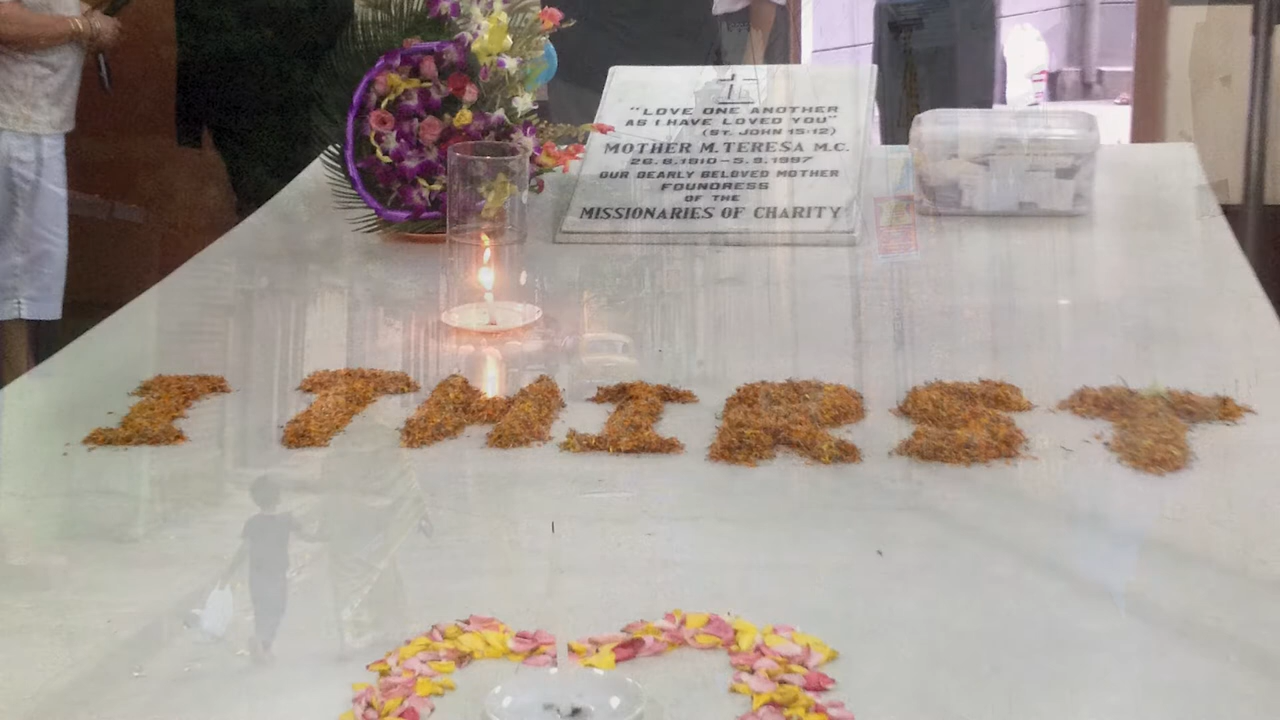 "LOVE ONE ANOTHER
AS I HAVE LOVED YOU"
(ST. JOHN 15:12)
MOTHER M. TERESA M.C.
26.8.1910-5.9.1997
OUR DEARLY BELOVED MOTHER
FOUNDRESS
OF THE
MISSIONARIES OF CHARITY
I THIRST